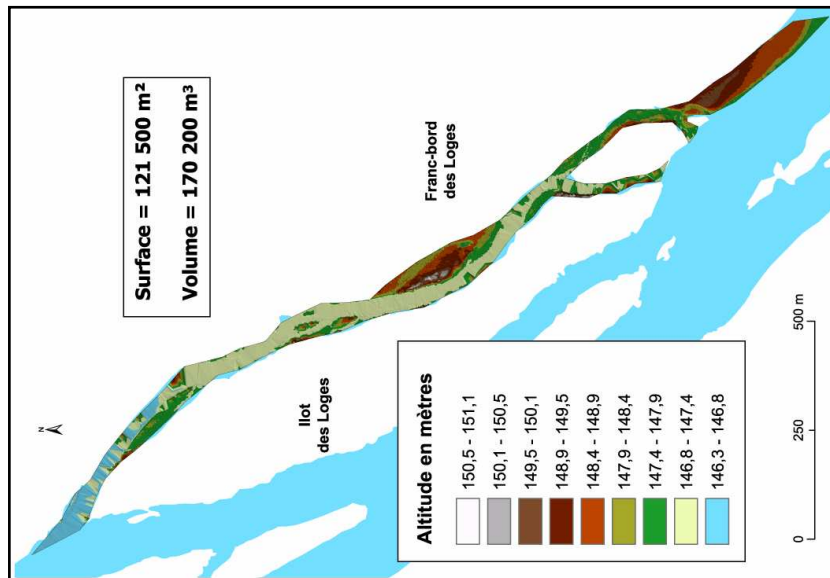 Surface = 121 500 m²
Volume = 170 200 m³
Franc-bord
des Loges
N
Ilot
des Loges
Altitude en mètres
150,5 - 151,1
150,1 - 150,5
149,5 - 150,1
148,9 - 149,5
148,4 - 148,9
147,9 - 148,4
147,4 - 147,9
146,8 - 147,4
146,3 - 146,8
0
250
500 m